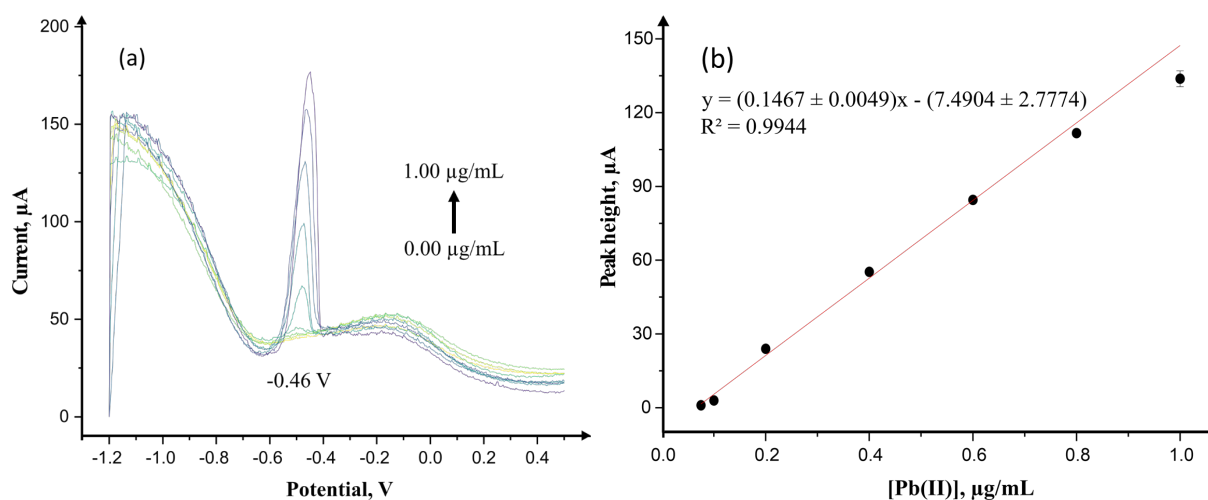 (a)
200
150
100
50
0
Current, µA
1.00 µg/mL
0.00 µg/mL
-0.46 V
-1.2 -1.0 -0.8 -0.6 -0.4 -0.2 0.0 0.2 0.4
Potential, V
(b)
y = (0.1467 ± 0.0049)x - (7.4904 ± 2.7774)
R² = 0.9944
150
120
90
60
30
0
Peak height, µA
0.0 0.2 0.4 0.6 0.8 1.0
[Pb(II)], µg/mL